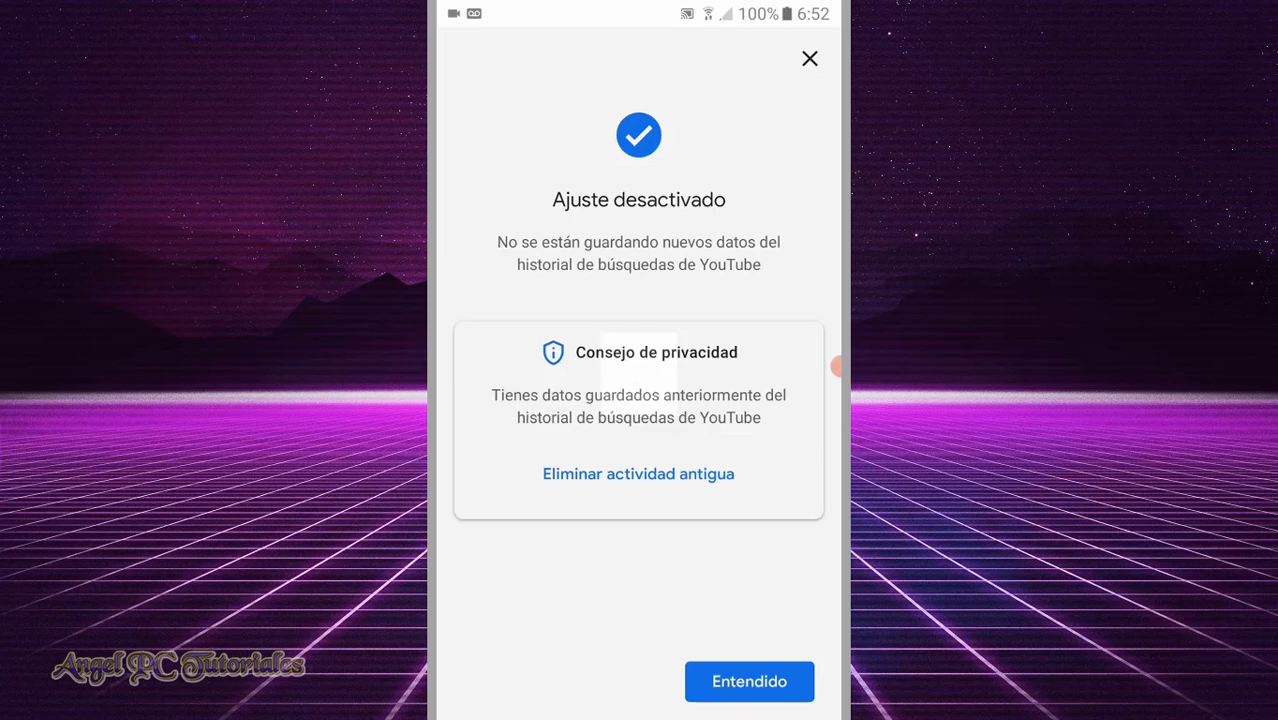 100% 6:52
Ajuste desactivado
No se están guardando nuevos datos del
historial de búsquedas de YouTube
Consejo de privacidad
Tienes datos guardados anteriormente del
historial de búsquedas de YouTube
Eliminar actividad antigua
Angel PC Tutoriales
Entendido